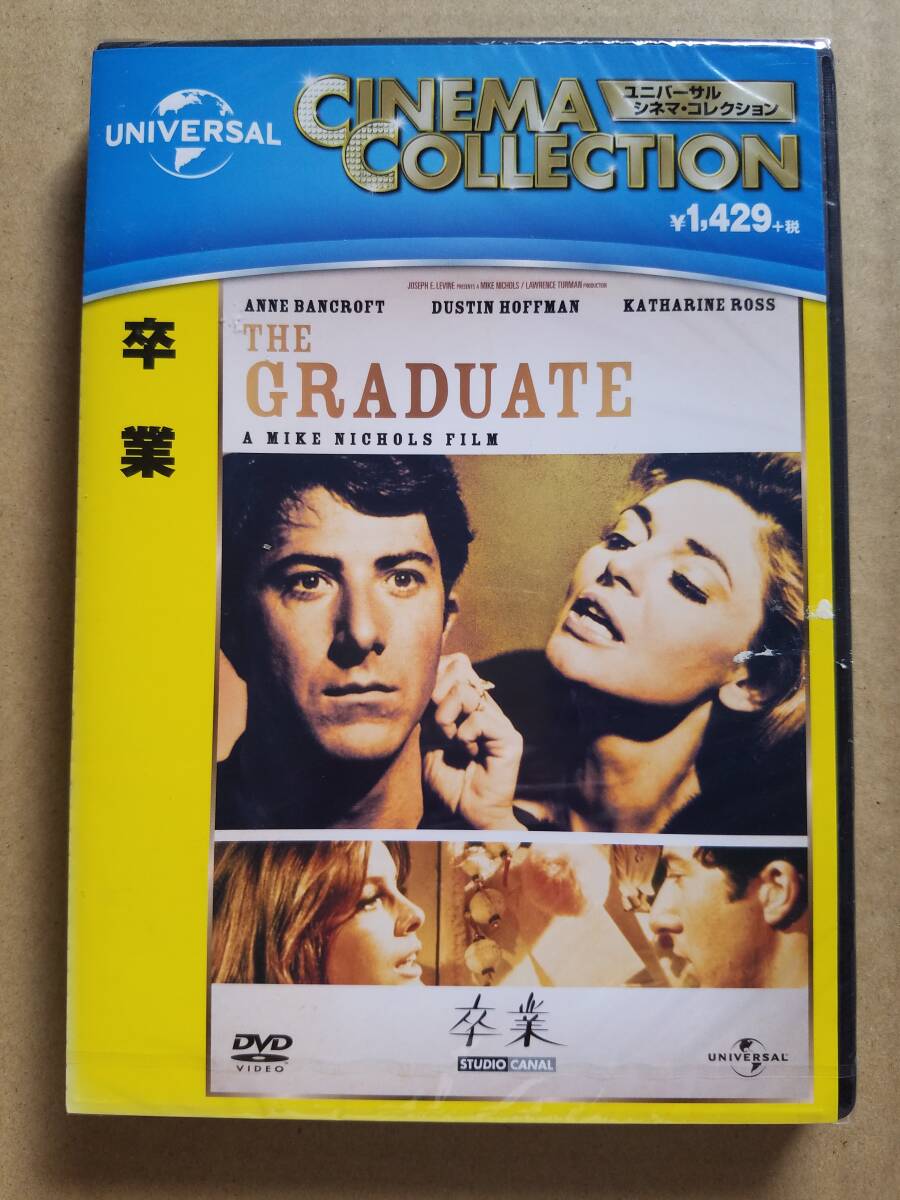 UNIVERSAL
CINEMA
COLLECTION
ユニバーサル
シネマ・コレクション
¥1,429+税
卒業
JOSEPH E. LEVINE PRESENTS A MIKE NICHOLS / LAWRENCE TURMAN PRODUCTION
ANNE BANCROFT DUSTIN HOFFMAN KATHARINE ROSS
THE
GRADUATE
A MIKE NICHOLS FILM
卒業
DVD
VIDEO
STUDIO CANAL
UNIVERSAL